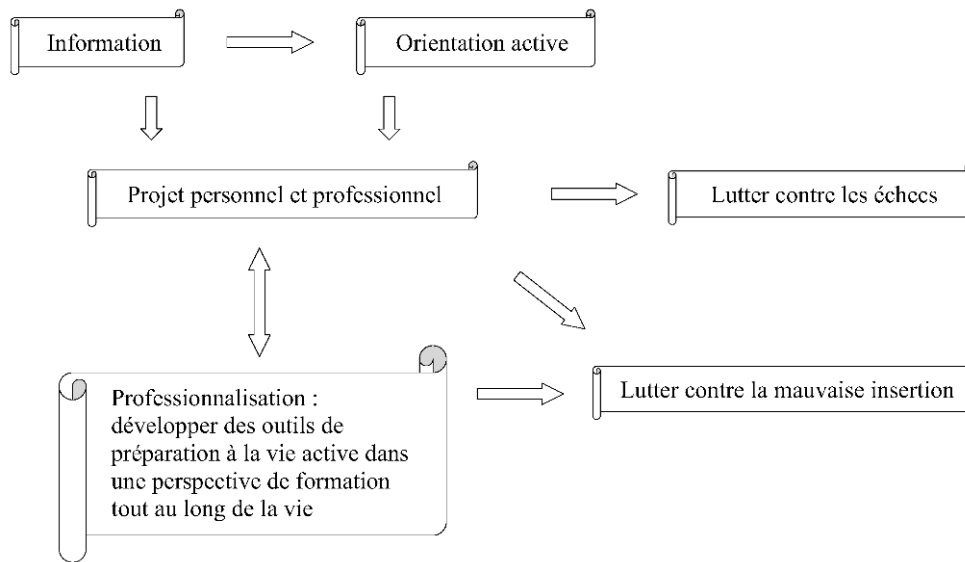 Information
Orientation active
Projet personnel et professionnel
Lutter contre les échecs
Professionnalisation :
développer des outils de
préparation à la vie active dans
une perspective de formation
tout au long de la vie
Lutter contre la mauvaise insertion